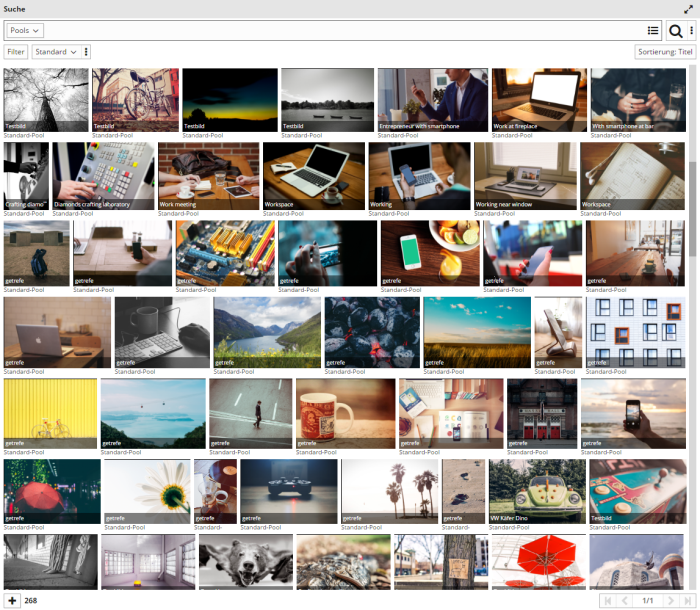 Suche
Pools
Filter Standard Sortierung: Titel
Testbild Testbild Testbild Testbild Entrepreneur with smartphone Work at fireplace With smartphone at bar
Standard-Pool Standard-Pool Standard-Pool Standard-Pool Standard-Pool Standard-Pool Standard-Pool
Crafting diamo Diamonds crafting laboratory Work meeting Workspace Working Working near window Workspace
Standard-Pool Standard-Pool Standard-Pool Standard-Pool Standard-Pool Standard-Pool Standard-Pool
getrefe getrefe getrefe getrefe getrefe getrefe getrefe
Standard-Pool Standard-Pool Standard-Pool Standard-Pool Standard-Pool Standard-Pool Standard-Pool
getrefe getrefe getrefe getrefe getrefe getrefe getrefe
Standard-Pool Standard-Pool Standard-Pool Standard-Pool Standard-Pool Standard-Pool Standard-Pool
getrefe getrefe getrefe getrefe getrefe getrefe getrefe
Standard-Pool Standard-Pool Standard-Pool Standard-Pool Standard-Pool Standard-Pool Standard-Pool
getrefe getrefe getrefe getrefe getrefe getrefe VW Käfer Dino Testbild
Standard-Pool Standard-Pool Standard- Standard-Pool Standard-Pool Standard- Standard-Pool Standard-Pool
268 1/1